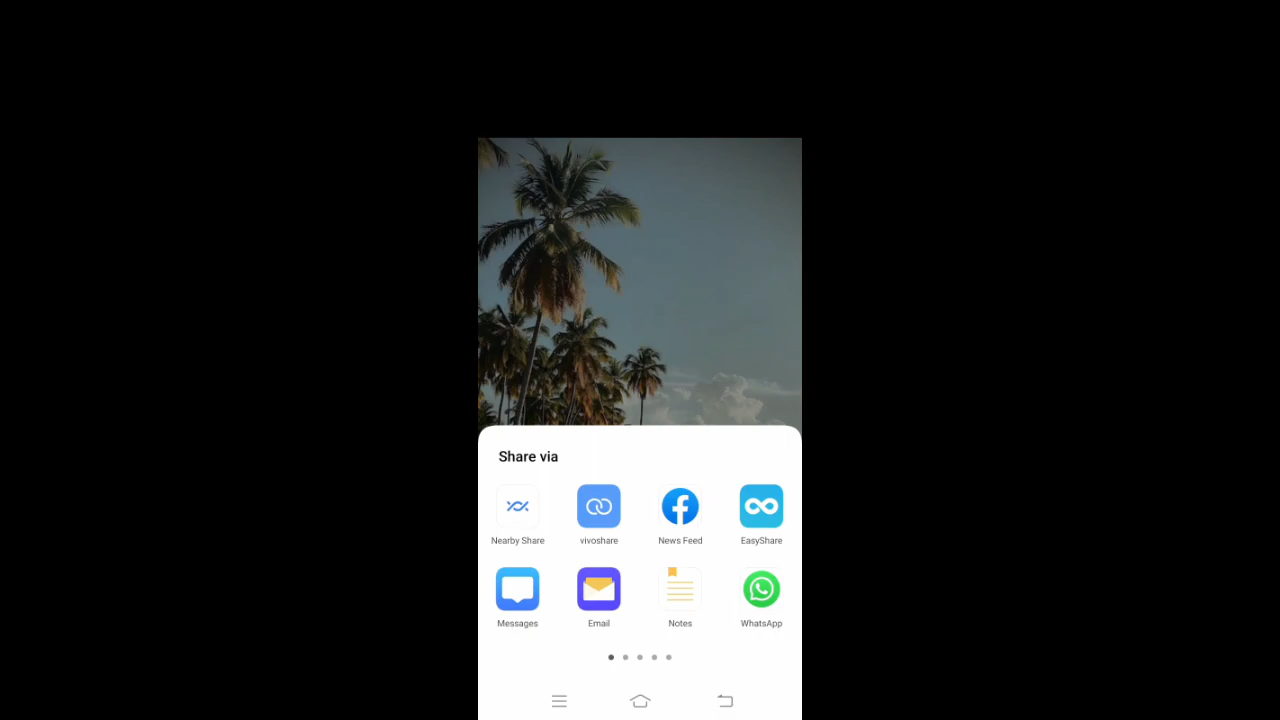 Share via
Nearby Share
vivoshare
News Feed
EasyShare
Messages
Email
Notes
WhatsApp